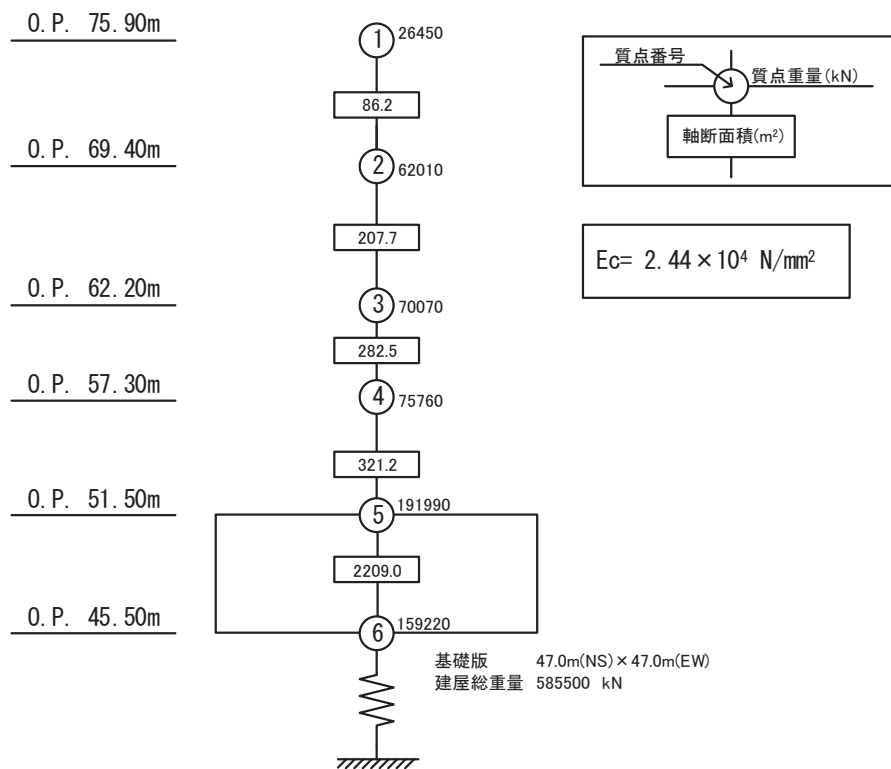 O.P. 75.90m
① 26450
86.2
O.P. 69.40m
② 62010
207.7
O.P. 62.20m
③ 70070
282.5
O.P. 57.30m
④ 75760
321.2
O.P. 51.50m
⑤ 191990
2209.0
O.P. 45.50m
⑥ 159220
基礎版 47.0m(NS)×47.0m(EW)
建屋総重量 585500 kN
質点番号
質点重量(kN)
軸断面積(m²)
Ec= 2.44×10⁴ N/mm²